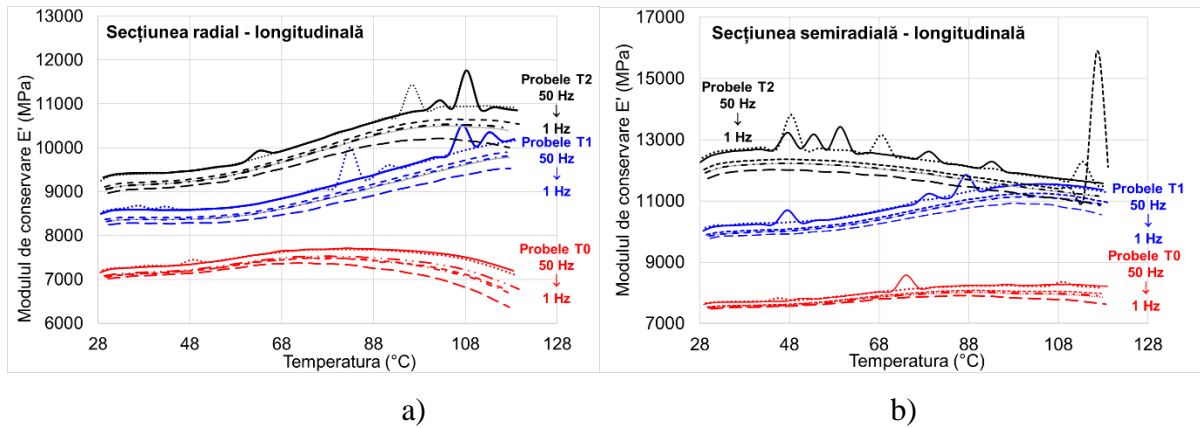 Secțiunea radial - longitudinală
Modulul de conservare E' (MPa)
13000
12000
11000
10000
9000
8000
7000
6000
Probele T2
50 Hz
↓
1 Hz
Probele T1
50 Hz
↓
1 Hz
Probele T0
50 Hz
↓
1 Hz
28 48 68 88 108 128
Temperatura (°C)
a)
Secțiunea semiradială - longitudinală
Modulul de conservare E' (MPa)
17000
15000
13000
11000
9000
7000
Probele T2
50 Hz
↓
1 Hz
Probele T1
50 Hz
↓
1 Hz
Probele T0
50 Hz
↓
1 Hz
28 48 68 88 108 128
Temperatura (°C)
b)